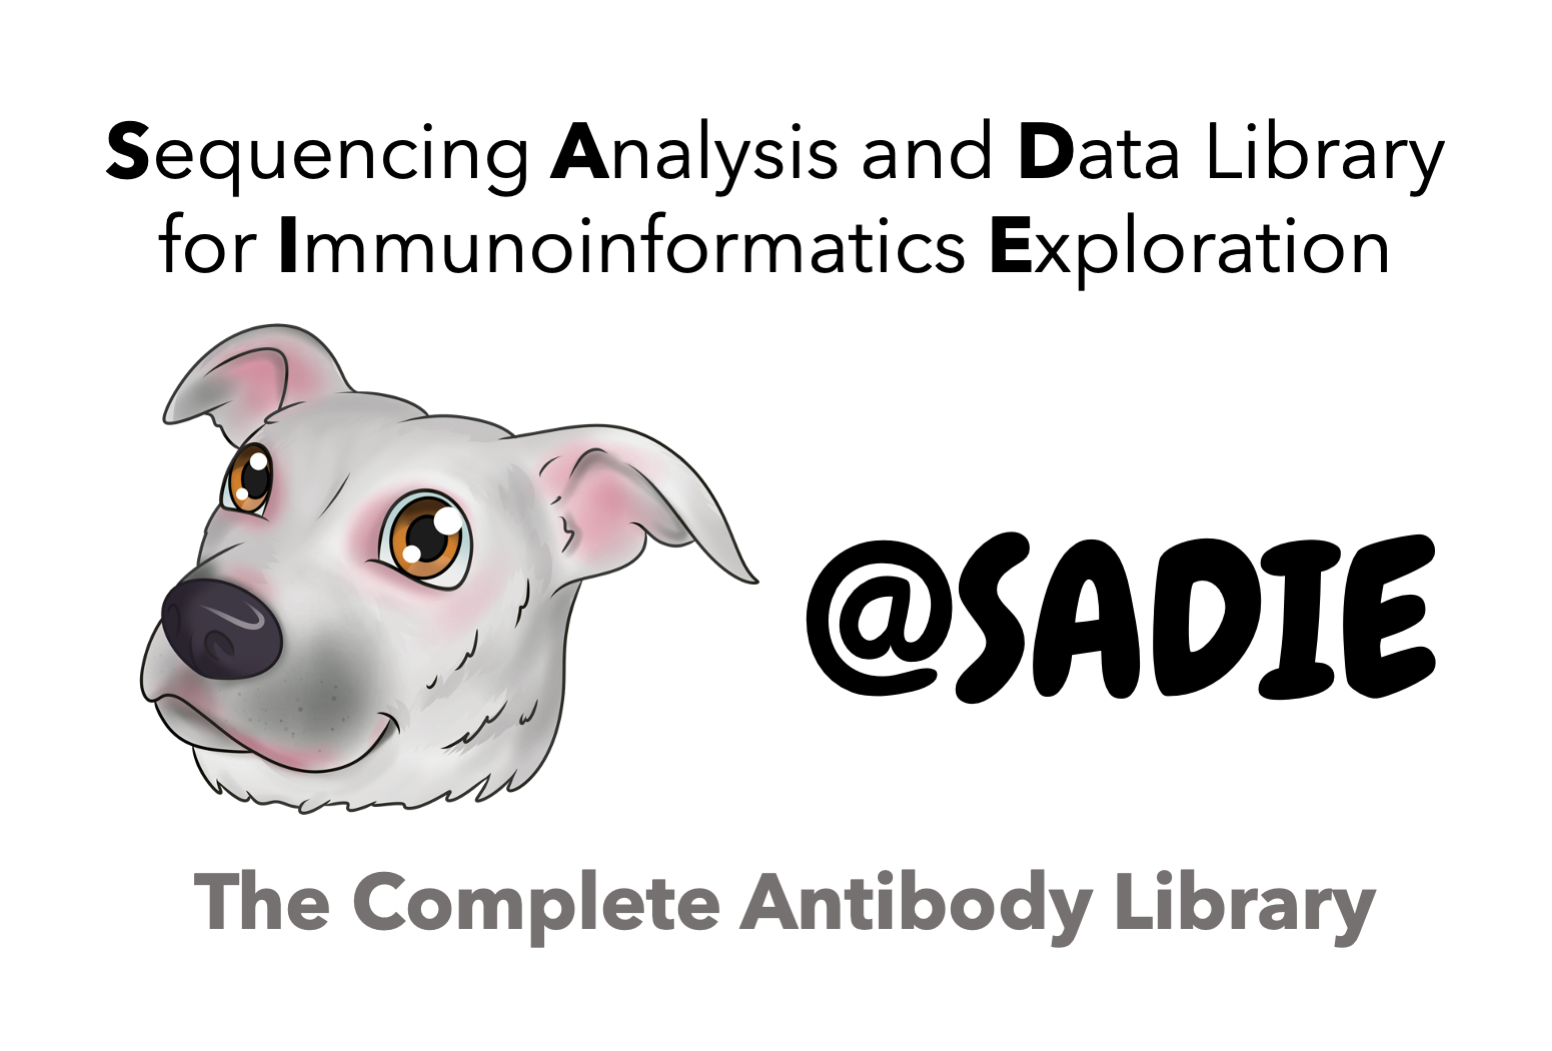 Sequencing Analysis and Data Library
for Immunoinformatics Exploration
@SADIE
The Complete Antibody Library